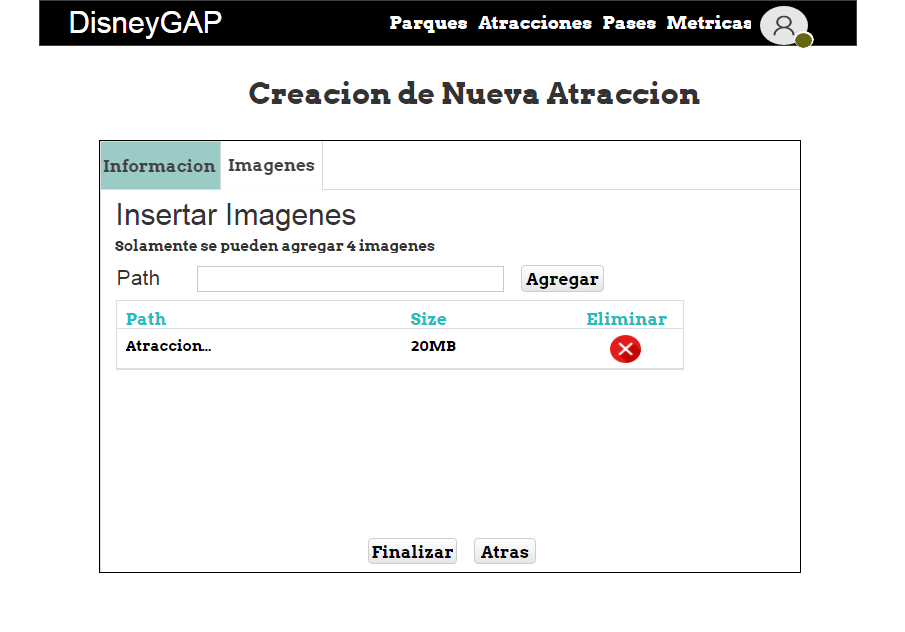 DisneyGAP Parques Atracciones Pases Metricas
Creacion de Nueva Atraccion
Informacion Imagenes
Insertar Imagenes
Solamente se pueden agregar 4 imagenes
Path Agregar
Path Size Eliminar
Atraccion... 20MB
Finalizar Atras